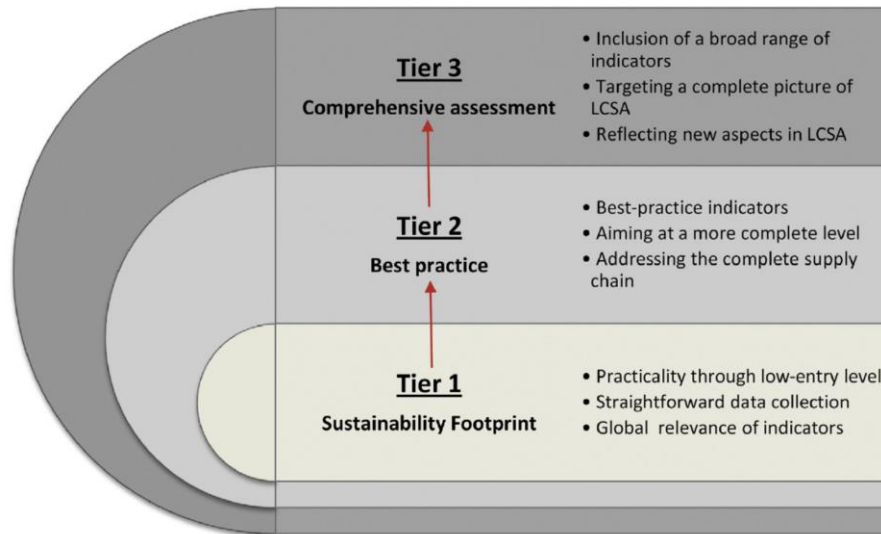 Tier 3
Comprehensive assessment
• Inclusion of a broad range of
indicators
• Targeting a complete picture of
LCSA
• Reflecting new aspects in LCSA
Tier 2
Best practice
• Best-practice indicators
• Aiming at a more complete level
• Addressing the complete supply
chain
Tier 1
Sustainability Footprint
• Practicality through low-entry level
• Straightforward data collection
• Global relevance of indicators